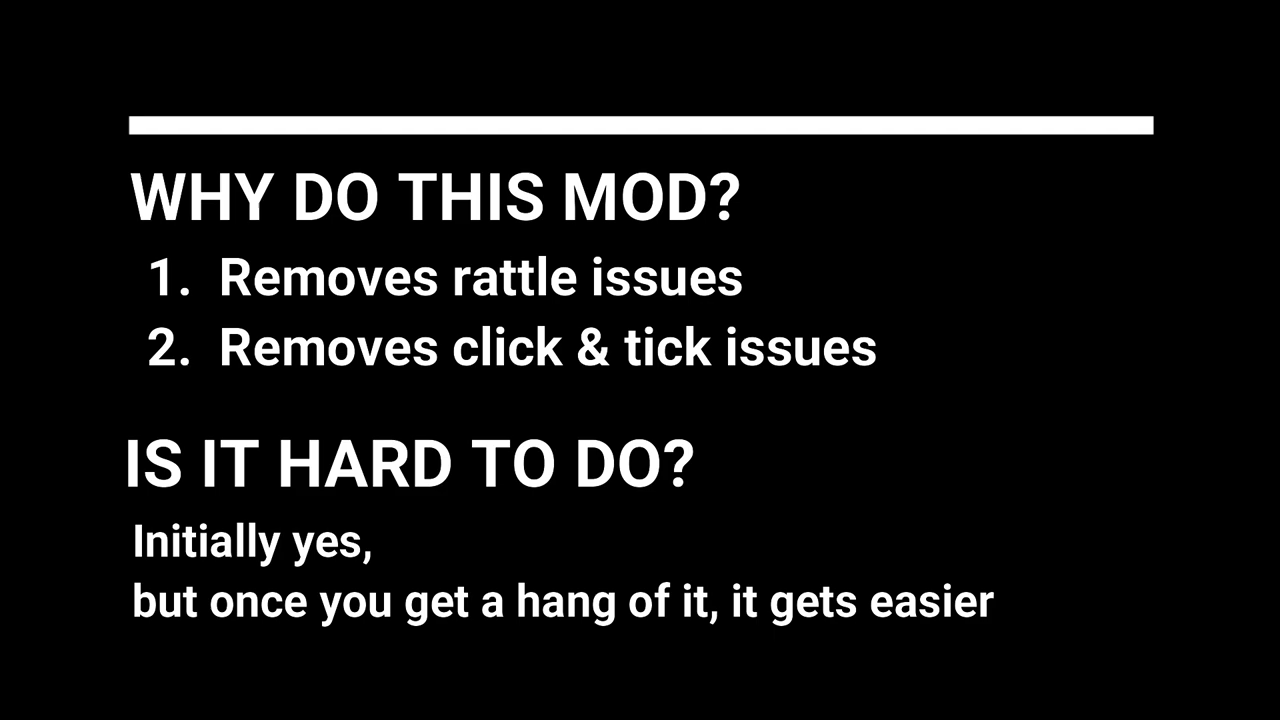 WHY DO THIS MOD?
1. Removes rattle issues
2. Removes click & tick issues
IS IT HARD TO DO?
Initially yes,
but once you get a hang of it, it gets easier